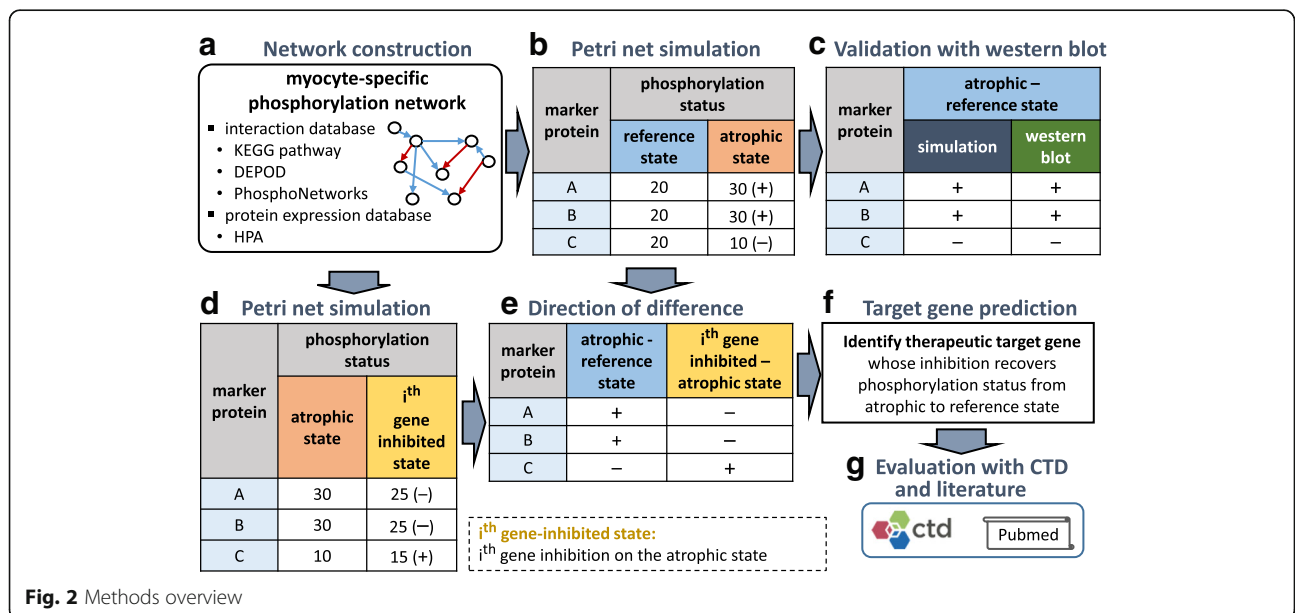 a Network construction
myocyte-specific
phosphorylation network
▪ interaction database
• KEGG pathway
• DEPOD
• PhosphoNetworks
▪ protein expression database
• HPA
b Petri net simulation
marker protein
phosphorylation status
reference state
atrophic state
A 20 30 (+)
B 20 30 (+)
C 20 10 (–)
c Validation with western blot
marker protein
atrophic –
reference state
simulation
western blot
A + +
B + +
C – –
d Petri net simulation
marker protein
phosphorylation status
atrophic state
ith gene inhibited state
A 30 25 (–)
B 30 25 (–)
C 10 15 (+)
e Direction of difference
marker protein
atrophic - reference state
ith gene inhibited – atrophic state
A + –
B + –
C – +
ith gene-inhibited state:
ith gene inhibition on the atrophic state
f Target gene prediction
Identify therapeutic target gene
whose inhibition recovers
phosphorylation status from
atrophic to reference state
g Evaluation with CTD
and literature
ctd
Pubmed
Fig. 2 Methods overview